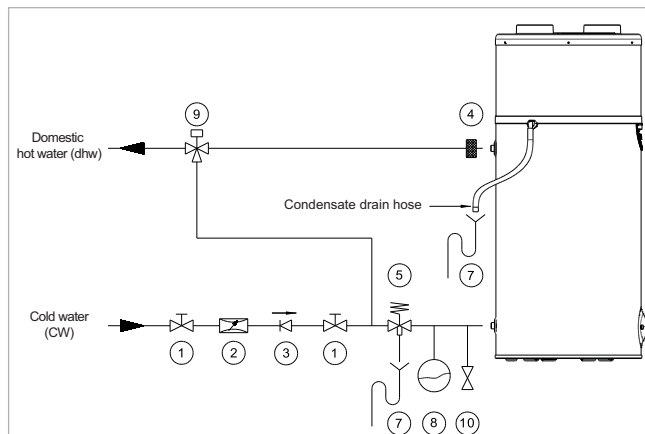 9
4
Domestic
hot water (dhw)
Condensate drain hose
7
5
Cold water
(CW)
1
2
3
1
7
8
10